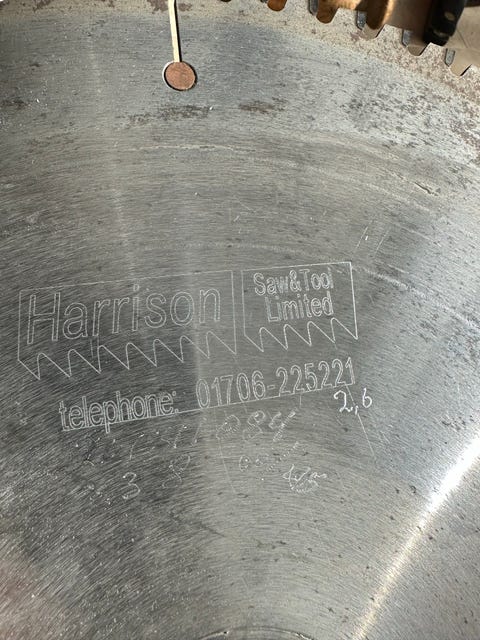 Harrison
Saw&Tool
Limited
telephone: 01706-225221
2,6